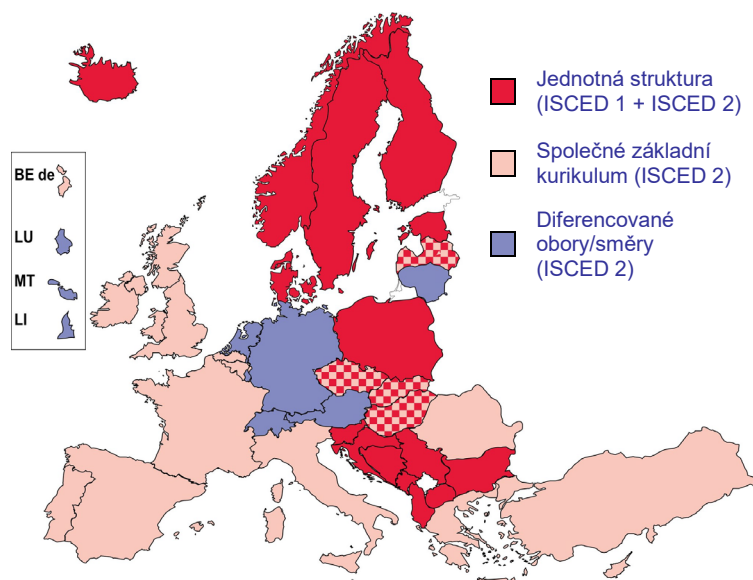 Jednotná struktura
(ISCED 1 + ISCED 2)
Společné základní
kurikulum (ISCED 2)
Diferencované
obory/směry
(ISCED 2)
BE de
LU
MT
LI